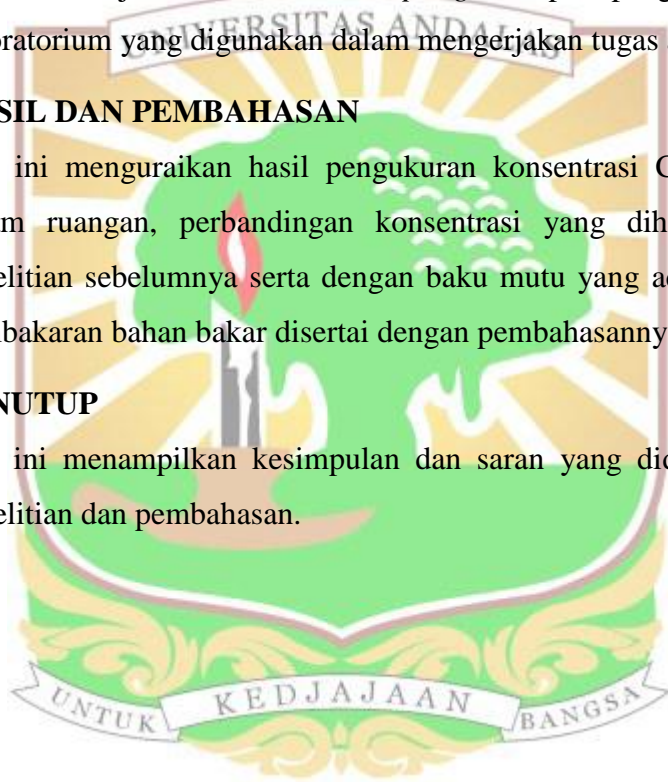 UNIVERSITAS ANDALAS
oratorium yang digunakan dalam mengerjakan tugas
SIL DAN PEMBAHASAN
ini menguraikan hasil pengukuran konsentrasi C
m ruangan, perbandingan konsentrasi yang dih
elitian sebelumnya serta dengan baku mutu yang ad
bakaran bahan bakar disertai dengan pembahasanny
NUTUP
ini menampilkan kesimpulan dan saran yang did
elitian dan pembahasan.
UNTUK KEDJAJAAN BANGSA